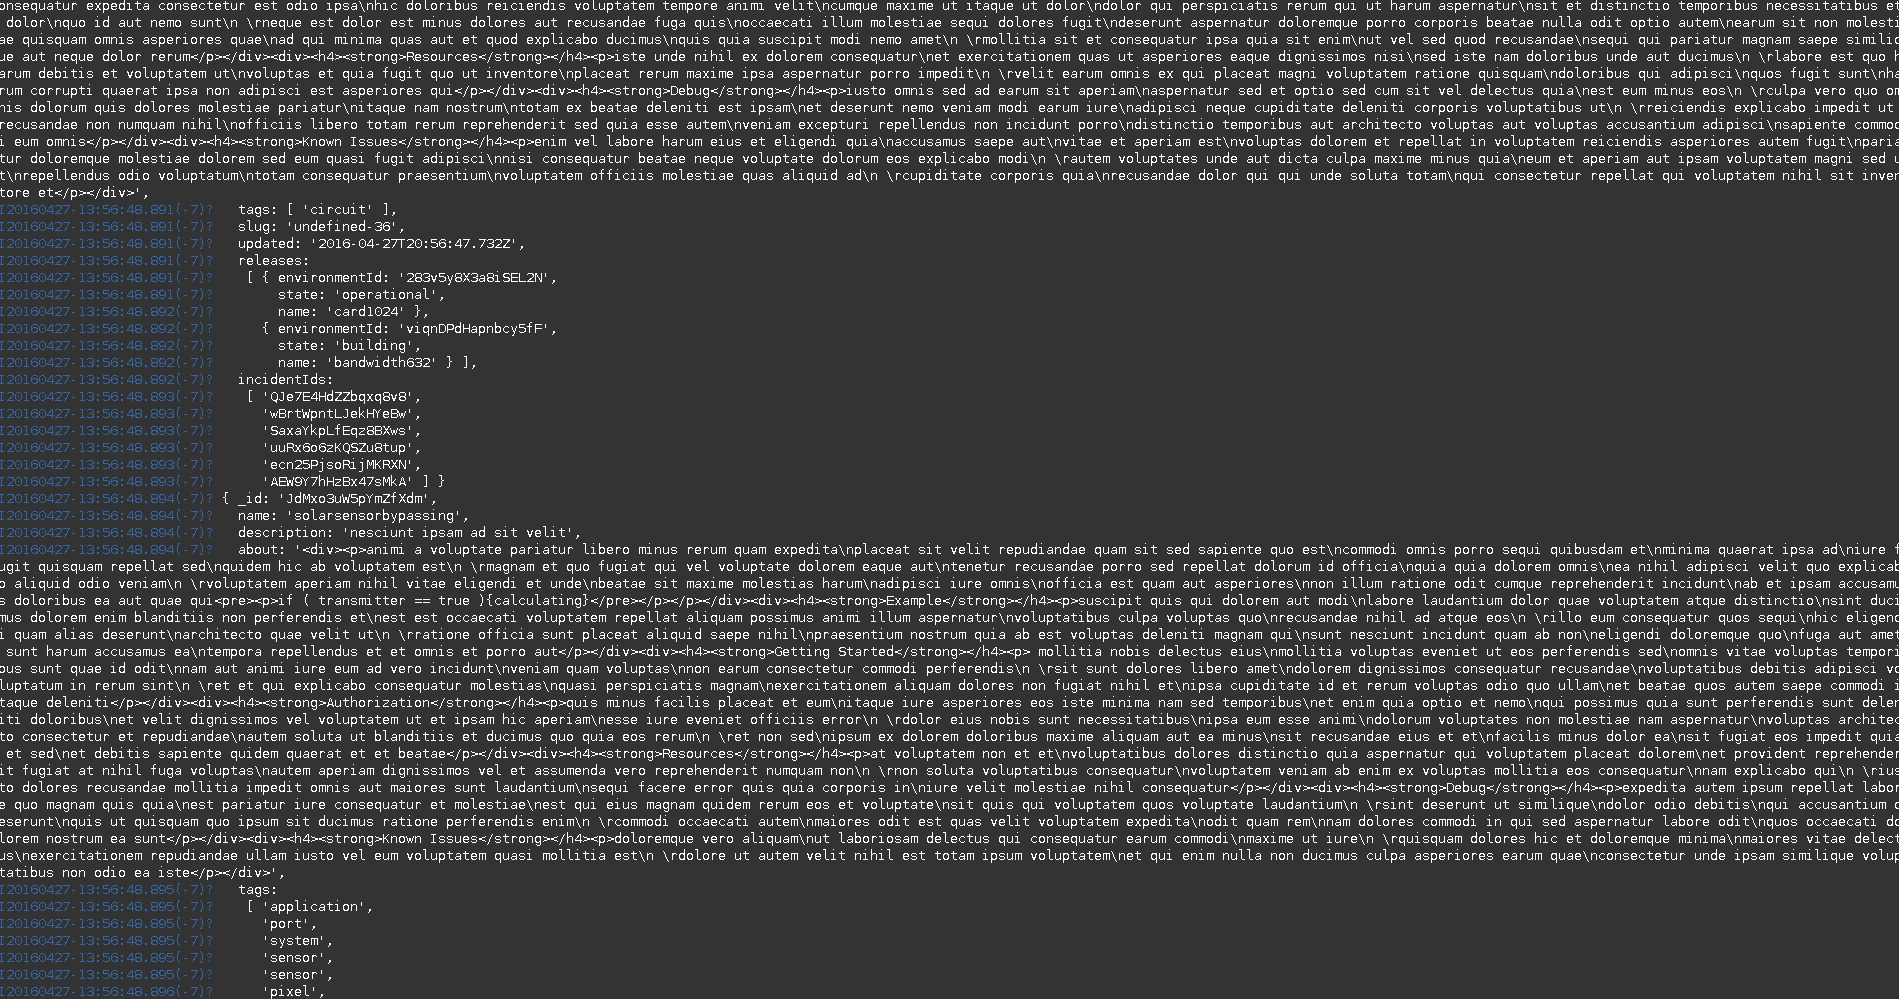 onsequatur expedita consectetur est odio ipsa\nhic doloribus reiciendis voluptatem tempore animi velit\ncumque maxime ut itaque ut dolor\ndolor qui perspiciatis rerum qui ut harum aspernatur\nsit et distinctio temporibus necessitatibus et
 dolor\nquo id aut nemo sunt\n \rneque est dolor est minus dolores aut recusandae fuga quis\noccaecati illum molestiae sequi dolores fugit\ndeserunt aspernatur doloremque porro corporis beatae nulla odit optio autem\nearum sit non molesti
ae quisquam omnis asperiores quae\nad qui minima quas aut et quod explicabo ducimus\nquis quia suscipit modi nemo amet\n \rmollitia sit et consequatur ipsa quia sit enim\nut vel sed quod recusandae\nsequi qui pariatur magnam saepe simili
ue aut neque dolor rerum</p></div><div><h4><strong>Resources</strong></h4><p>iste unde nihil ex dolorem consequatur\net exercitationem quas ut asperiores eaque dignissimos nisi\nsed iste nam doloribus unde aut ducimus\n \rlabore est quo h
arum debitis et voluptatem ut\nvoluptas et quia fugit quo ut inventore\nplaceat rerum maxime ipsa aspernatur porro impedit\n \rvelit earum omnis ex qui placeat magni voluptatem ratione quisquam\ndoloribus qui adipisci\nquos fugit sunt\nha
rum corrupti quaerat ipsa non adipisci est asperiores qui</p></div><div><h4><strong>Debug</strong></h4><p>iusto omnis sed ad earum sit aperiam\naspernatur sed et optio sed cum sit vel delectus quia\nest eum minus eos\n \rculpa vero quo om
nis dolorum quis dolores molestiae pariatur\nitaque nam nostrum\ntotam ex beatae deleniti est ipsam\net deserunt nemo veniam modi earum iure\nadipisci neque cupiditate deleniti corporis voluptatibus ut\n \rreiciendis explicabo impedit ut
recusandae non numquam nihil\nofficiis libero totam rerum reprehenderit sed quia esse autem\nveniam excepturi repellendus non incidunt porro\ndistinctio temporibus aut architecto voluptas aut voluptas accusantium adipisci\nsapiente commod
i eum omnis</p></div><div><h4><strong>Known Issues</strong></h4><p>enim vel labore harum eius et eligendi quia\naccusamus saepe aut\nvitae et aperiam est\nvoluptas dolorem et repellat in voluptatem reiciendis asperiores autem fugit\nparia
tur doloremque molestiae dolorem sed eum quasi fugit adipisci\nnisi consequatur beatae neque voluptate dolorum eos explicabo modi\n \rautem voluptates unde aut dicta culpa maxime minus quia\neum et aperiam aut ipsam voluptatem magni sed u
t\nrepellendus odio voluptatum\ntotam consequatur praesentium\nvoluptatem officiis molestiae quas aliquid ad\n \rcupiditate corporis quia\nrecusandae dolor qui qui unde soluta totam\nqui consectetur repellat qui voluptatem nihil sit inven
tore et</p></div>',
I20160427-13:56:48.891(-7)?   tags: [ 'circuit' ],
I20160427-13:56:48.891(-7)?   slug: 'undefined-36',
I20160427-13:56:48.891(-7)?   updated: '2016-04-27T20:56:47.732Z',
I20160427-13:56:48.891(-7)?   releases:
I20160427-13:56:48.891(-7)?    [ { environmentId: '283v5y8X3a8iSEL2N',
I20160427-13:56:48.891(-7)?        state: 'operational',
I20160427-13:56:48.892(-7)?        name: 'card1024' },
I20160427-13:56:48.892(-7)?      { environmentId: 'viqnDPdHapnbcy5fF',
I20160427-13:56:48.892(-7)?        state: 'building',
I20160427-13:56:48.892(-7)?        name: 'bandwidth632' } ],
I20160427-13:56:48.892(-7)?   incidentIds:
I20160427-13:56:48.893(-7)?    [ 'QJe7E4HdZZbqxq8v8',
I20160427-13:56:48.893(-7)?      'wBrtWpntLJekHYeBw',
I20160427-13:56:48.893(-7)?      'SaxaYkpLfEqz8BXws',
I20160427-13:56:48.893(-7)?      'uuRx6o6zKQSZu8tup',
I20160427-13:56:48.893(-7)?      'ecn25PjsoRijMKRXN',
I20160427-13:56:48.893(-7)?      'AEW9Y7hHzBx47sMkA' ] }
I20160427-13:56:48.894(-7)? { _id: 'JdMxo3uW5pYmZfXdm',
I20160427-13:56:48.894(-7)?   name: 'solarsensorbypassing',
I20160427-13:56:48.894(-7)?   description: 'nesciunt ipsam ad sit velit',
I20160427-13:56:48.894(-7)?   about: '<div><p>animi a voluptate pariatur libero minus rerum quam expedita\nplaceat sit velit repudiandae quam sit sed sapiente quo est\ncommodi omnis porro sequi quibusdam et\nminima quaerat ipsa ad\niure f
ugit quisquam repellat sed\nquidem hic ab voluptatem est\n \rmagnam et quo fugiat qui vel voluptate dolorem eaque aut\ntenetur recusandae porro sed repellat dolorum id officia\nquia quia dolorem omnis\nea nihil adipisci velit quo explicab
o aliquid odio veniam\n \rvoluptatem aperiam nihil vitae eligendi et unde\nbeatae sit maxime molestias harum\nadipisci iure omnis\nofficia est quam aut asperiores\nnon illum ratione odit cumque reprehenderit incidunt\nab et ipsam accusamu
s doloribus ea aut quae qui<pre><p>if ( transmitter == true ){calculating}</pre></p></p></div><div><h4><strong>Example</strong></h4><p>suscipit quis qui dolorem aut modi\nlabore laudantium dolor quae voluptatem atque distinctio\nsint duci
mus dolorem enim blanditiis non perferendis et\nest est occaecati voluptatem repellat aliquam possimus animi illum aspernatur\nvoluptatibus culpa voluptas quo\nrecusandae nihil ad atque eos\n \rillo eum consequatur quos sequi\nhic eligend
i quam alias deserunt\narchitecto quae velit ut\n \rratione officia sunt placeat aliquid saepe nihil\npraesentium nostrum quia ab est voluptas deleniti magnam qui\nsunt nesciunt incidunt quam ab non\neligendi doloremque quo\nfuga aut amet
 sunt harum accusamus ea\ntempora repellendus et et omnis et porro aut</p></div><div><h4><strong>Getting Started</strong></h4><p> mollitia nobis delectus eius\nmollitia voluptas eveniet ut eos perferendis sed\nomnis vitae voluptas tempori
bus sunt quae id odit\nnam aut animi iure eum ad vero incidunt\nveniam quam voluptas\nnon earum consectetur commodi perferendis\n \rsit sunt dolores libero amet\ndolorem dignissimos consequatur recusandae\nvoluptatibus debitis adipisci vo
luptatum in rerum sint\n \ret et qui explicabo consequatur molestias\nquasi perspiciatis magnam\nexercitationem aliquam dolores non fugiat nihil et\nipsa cupiditate id et rerum voluptas odio quo ullam\net beatae quos autem saepe commodi i
taque deleniti</p></div><div><h4><strong>Authorization</strong></h4><p>quis minus facilis placeat et eum\nitaque iure asperiores eos iste minima nam sed temporibus\net enim quia optio et nemo\nqui possimus quia sunt perferendis sunt delen
iti doloribus\net velit dignissimos vel voluptatem ut et ipsam hic aperiam\nesse iure eveniet officiis error\n \rdolor eius nobis sunt necessitatibus\nipsa eum esse animi\ndolorum voluptates non molestiae nam aspernatur\nvoluptas architec
to consectetur et repudiandae\nautem soluta ut blanditiis et ducimus quo quia eos rerum\n \ret non sed\nipsum ex dolorem doloribus maxime aliquam aut ea minus\nsit recusandae eius et et\nfacilis minus dolor ea\nsit fugiat eos impedit quia
 et sed\net debitis sapiente quidem quaerat et et beatae</p></div><div><h4><strong>Resources</strong></h4><p>at voluptatem non et et\nvoluptatibus dolores distinctio quia aspernatur qui voluptatem placeat dolorem\net provident reprehender
it fugiat at nihil fuga voluptas\nautem aperiam dignissimos vel et assumenda vero reprehenderit numquam non\n \rnon soluta voluptatibus consequatur\nvoluptatem veniam ab enim ex voluptas mollitia eos consequatur\nnam explicabo qui\n \rius
to dolores recusandae mollitia impedit omnis aut maiores sunt laudantium\nsequi facere error quis quia corporis in\niure velit molestiae nihil consequatur</p></div><div><h4><strong>Debug</strong></h4><p>expedita autem ipsum repellat labor
e quo magnam quis quia\nest pariatur iure consequatur et molestiae\nest qui eius magnam quidem rerum eos et voluptate\nsit quis qui voluptatem quos voluptate laudantium\n \rsint deserunt ut similique\ndolor odio debitis\nqui accusantium d
eserunt\nquis ut quisquam quo ipsum sit ducimus ratione perferendis enim\n \rcommodi occaecati autem\nmaiores odit est quas velit voluptatem expedita\nodit quam rem\nnam dolores commodi in qui sed aspernatur labore odit\nquos occaecati do
lorem nostrum ea sunt</p></div><div><h4><strong>Known Issues</strong></h4><p>doloremque vero aliquam\nut laboriosam delectus qui consequatur earum commodi\nmaxime ut iure\n \rquisquam dolores hic et doloremque minima\nmaiores vitae delect
us\nexercitationem repudiandae ullam iusto vel eum voluptatem quasi mollitia est\n \rdolore ut autem velit nihil est totam ipsum voluptatem\net qui enim nulla non ducimus culpa asperiores earum quae\nconsectetur unde ipsam similique volup
tatibus non odio ea iste</p></div>',
I20160427-13:56:48.895(-7)?   tags:
I20160427-13:56:48.895(-7)?    [ 'application',
I20160427-13:56:48.895(-7)?      'port',
I20160427-13:56:48.895(-7)?      'system',
I20160427-13:56:48.895(-7)?      'sensor',
I20160427-13:56:48.895(-7)?      'sensor',
I20160427-13:56:48.896(-7)?      'pixel',